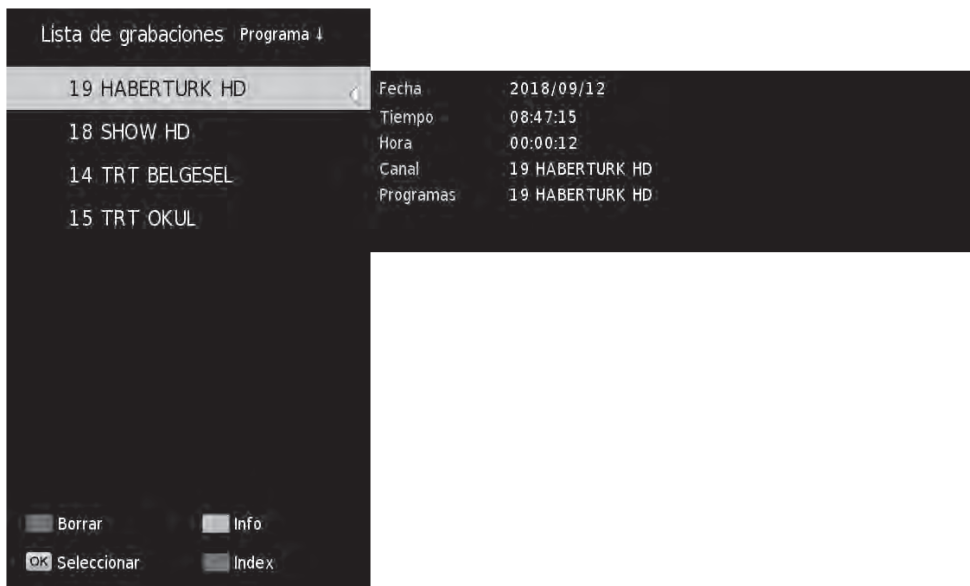 Lista de grabaciones Programa ↓
19 HABERTURK HD
18 SHOW HD
14 TRT BELGESEL
15 TRT OKUL
Fecha 2018/09/12
Tiempo 08:47:15
Hora 00:00:12
Canal 19 HABERTURK HD
Programas 19 HABERTURK HD
Borrar Info
OK Seleccionar Index